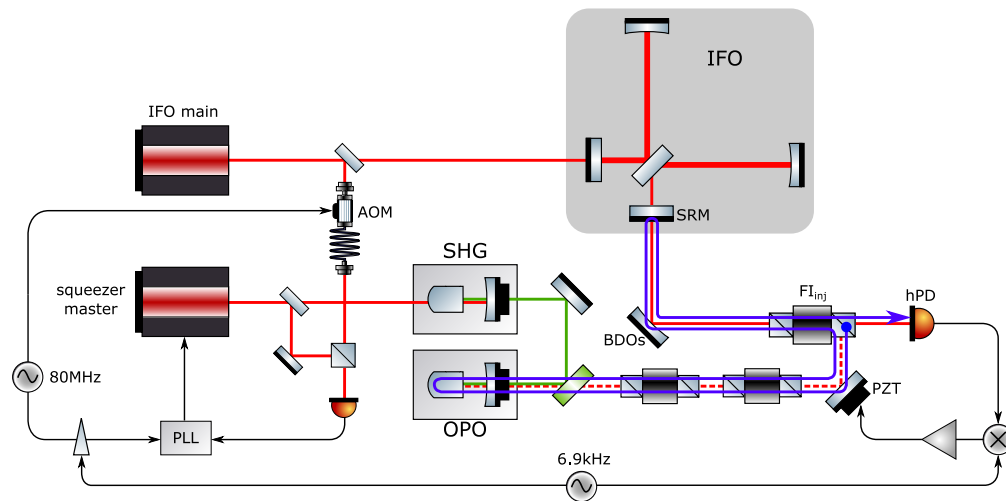 IFO main
IFO
AOM
SRM
SHG
squeezer
master
FIinj
hPD
BDOs
80MHz
PZT
OPO
PLL
6.9kHz